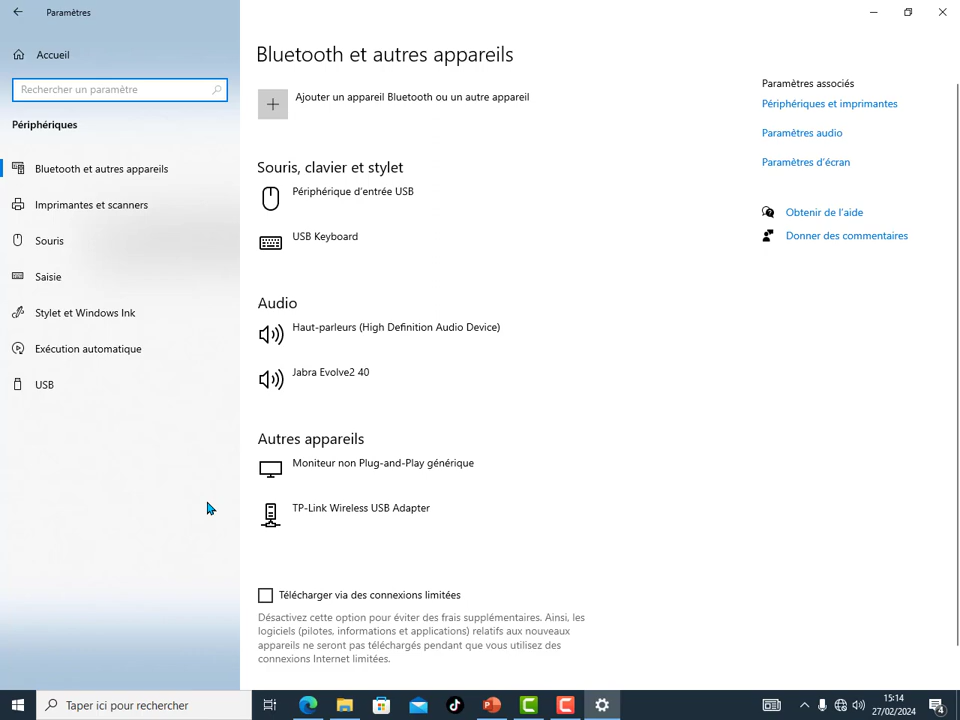 Paramètres
Accueil
Rechercher un paramètre
Périphériques
Bluetooth et autres appareils
Imprimantes et scanners
Souris
Saisie
Stylet et Windows Ink
Exécution automatique
USB
Bluetooth et autres appareils
Ajouter un appareil Bluetooth ou un autre appareil
Souris, clavier et stylet
Périphérique d'entrée USB
USB Keyboard
Audio
Haut-parleurs (High Definition Audio Device)
Jabra Evolve2 40
Autres appareils
Moniteur non Plug-and-Play générique
TP-Link Wireless USB Adapter
Télécharger via des connexions limitées
Désactivez cette option pour éviter des frais supplémentaires. Ainsi, les
logiciels (pilotes, informations et applications) relatifs aux nouveaux
appareils ne seront pas téléchargés pendant que vous utilisez des
connexions Internet limitées.
Paramètres associés
Périphériques et imprimantes
Paramètres audio
Paramètres d'écran
Obtenir de l'aide
Donner des commentaires
Taper ici pour rechercher
15:14
27/02/2024
4